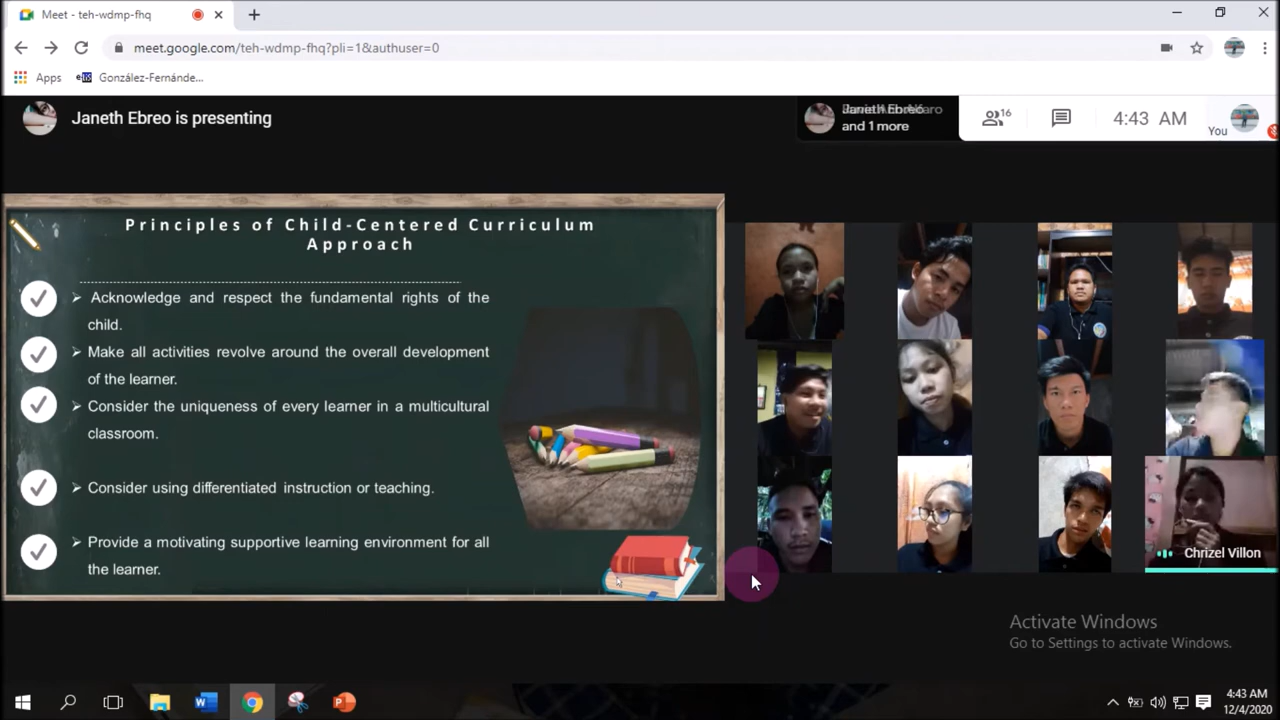 Meet - teh-wdmp-fhq
meet.google.com/teh-wdmp-fhq?pli=1&authuser=0
Apps
González-Fernánde...
Janeth Ebreo is presenting
Janeth Ebreo
and 1 more
16
4:43 AM
You
Principles of Child-Centered Curriculum
Approach
➢ Acknowledge and respect the fundamental rights of the
child.
➢ Make all activities revolve around the overall development
of the learner.
➢ Consider the uniqueness of every learner in a multicultural
classroom.
➢ Consider using differentiated instruction or teaching.
➢ Provide a motivating supportive learning environment for all
the learner.
Chrizel Villon
Activate Windows
Go to Settings to activate Windows.
4:43 AM
12/4/2020